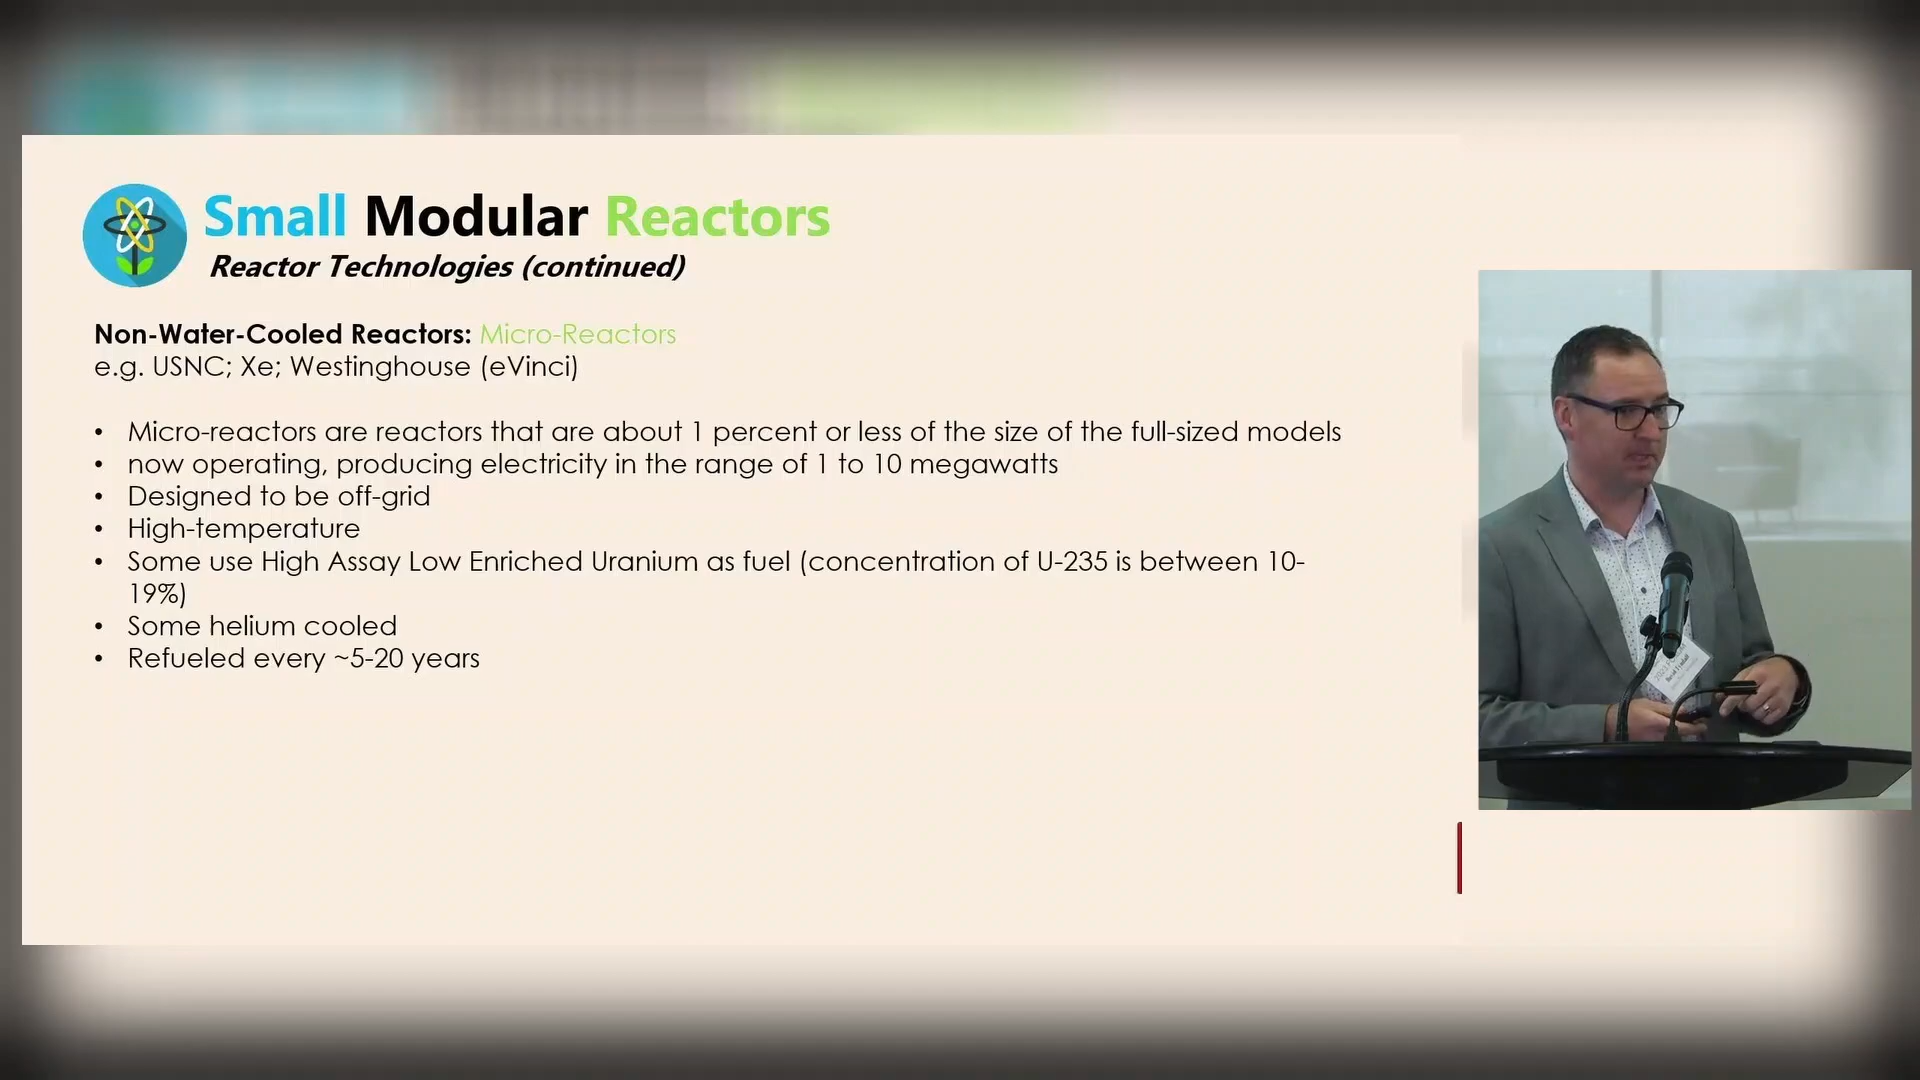 Small Modular Reactors
Reactor Technologies (continued)
Non-Water-Cooled Reactors: Micro-Reactors
e.g. USNC; Xe; Westinghouse (eVinci)
• Micro-reactors are reactors that are about 1 percent or less of the size of the full-sized models
• now operating, producing electricity in the range of 1 to 10 megawatts
• Designed to be off-grid
• High-temperature
• Some use High Assay Low Enriched Uranium as fuel (concentration of U-235 is between 10-
19%)
• Some helium cooled
• Refueled every ~5-20 years